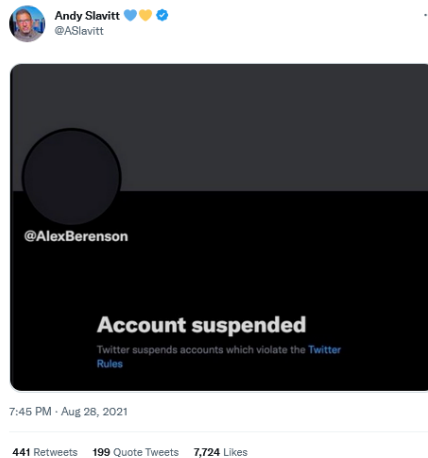 Andy Slavitt 💙💛
@ASlavitt
@AlexBerenson
Account suspended
Twitter suspends accounts which violate the Twitter
Rules
7:45 PM · Aug 28, 2021
441 Retweets 199 Quote Tweets 7,724 Likes